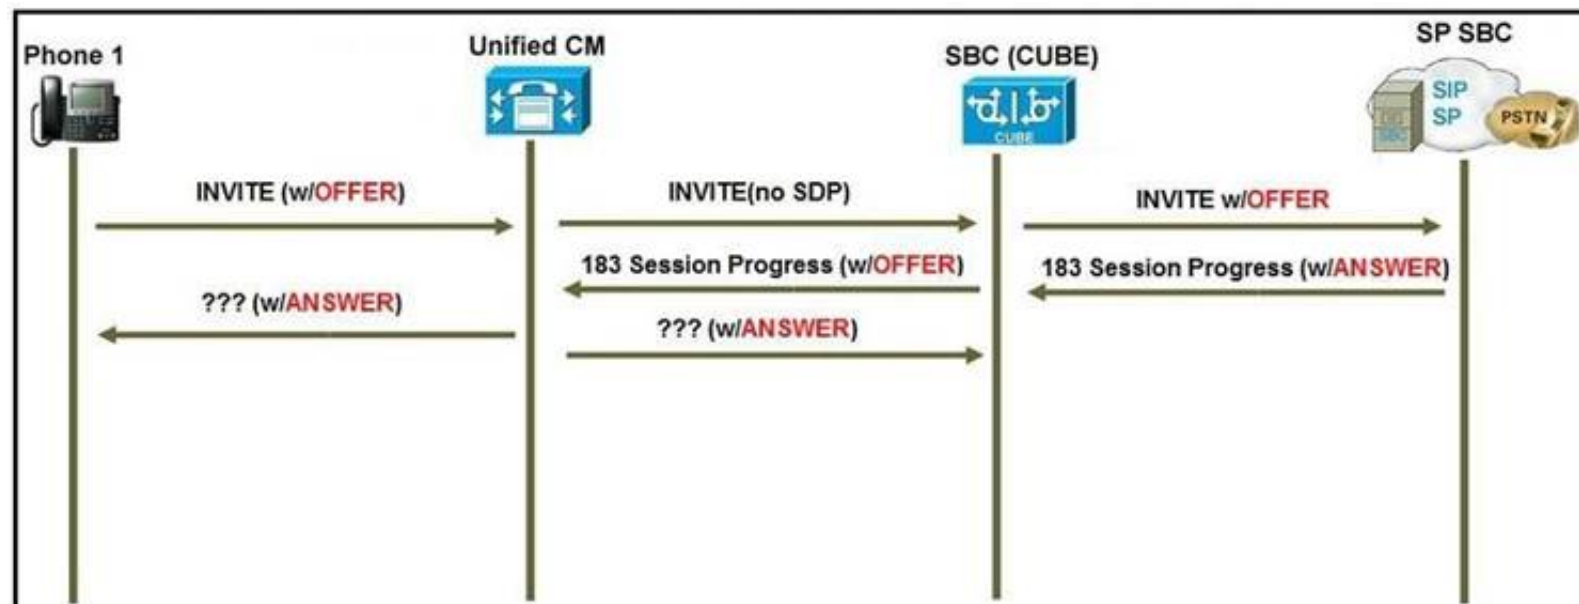 Phone 1
Unified CM
SBC (CUBE)
SP SBC
CUBE
SIP
SP
SBC
PSTN
INVITE (w/OFFER)
INVITE(no SDP)
INVITE w/OFFER
183 Session Progress (w/OFFER)
183 Session Progress (w/ANSWER)
??? (w/ANSWER)
??? (w/ANSWER)